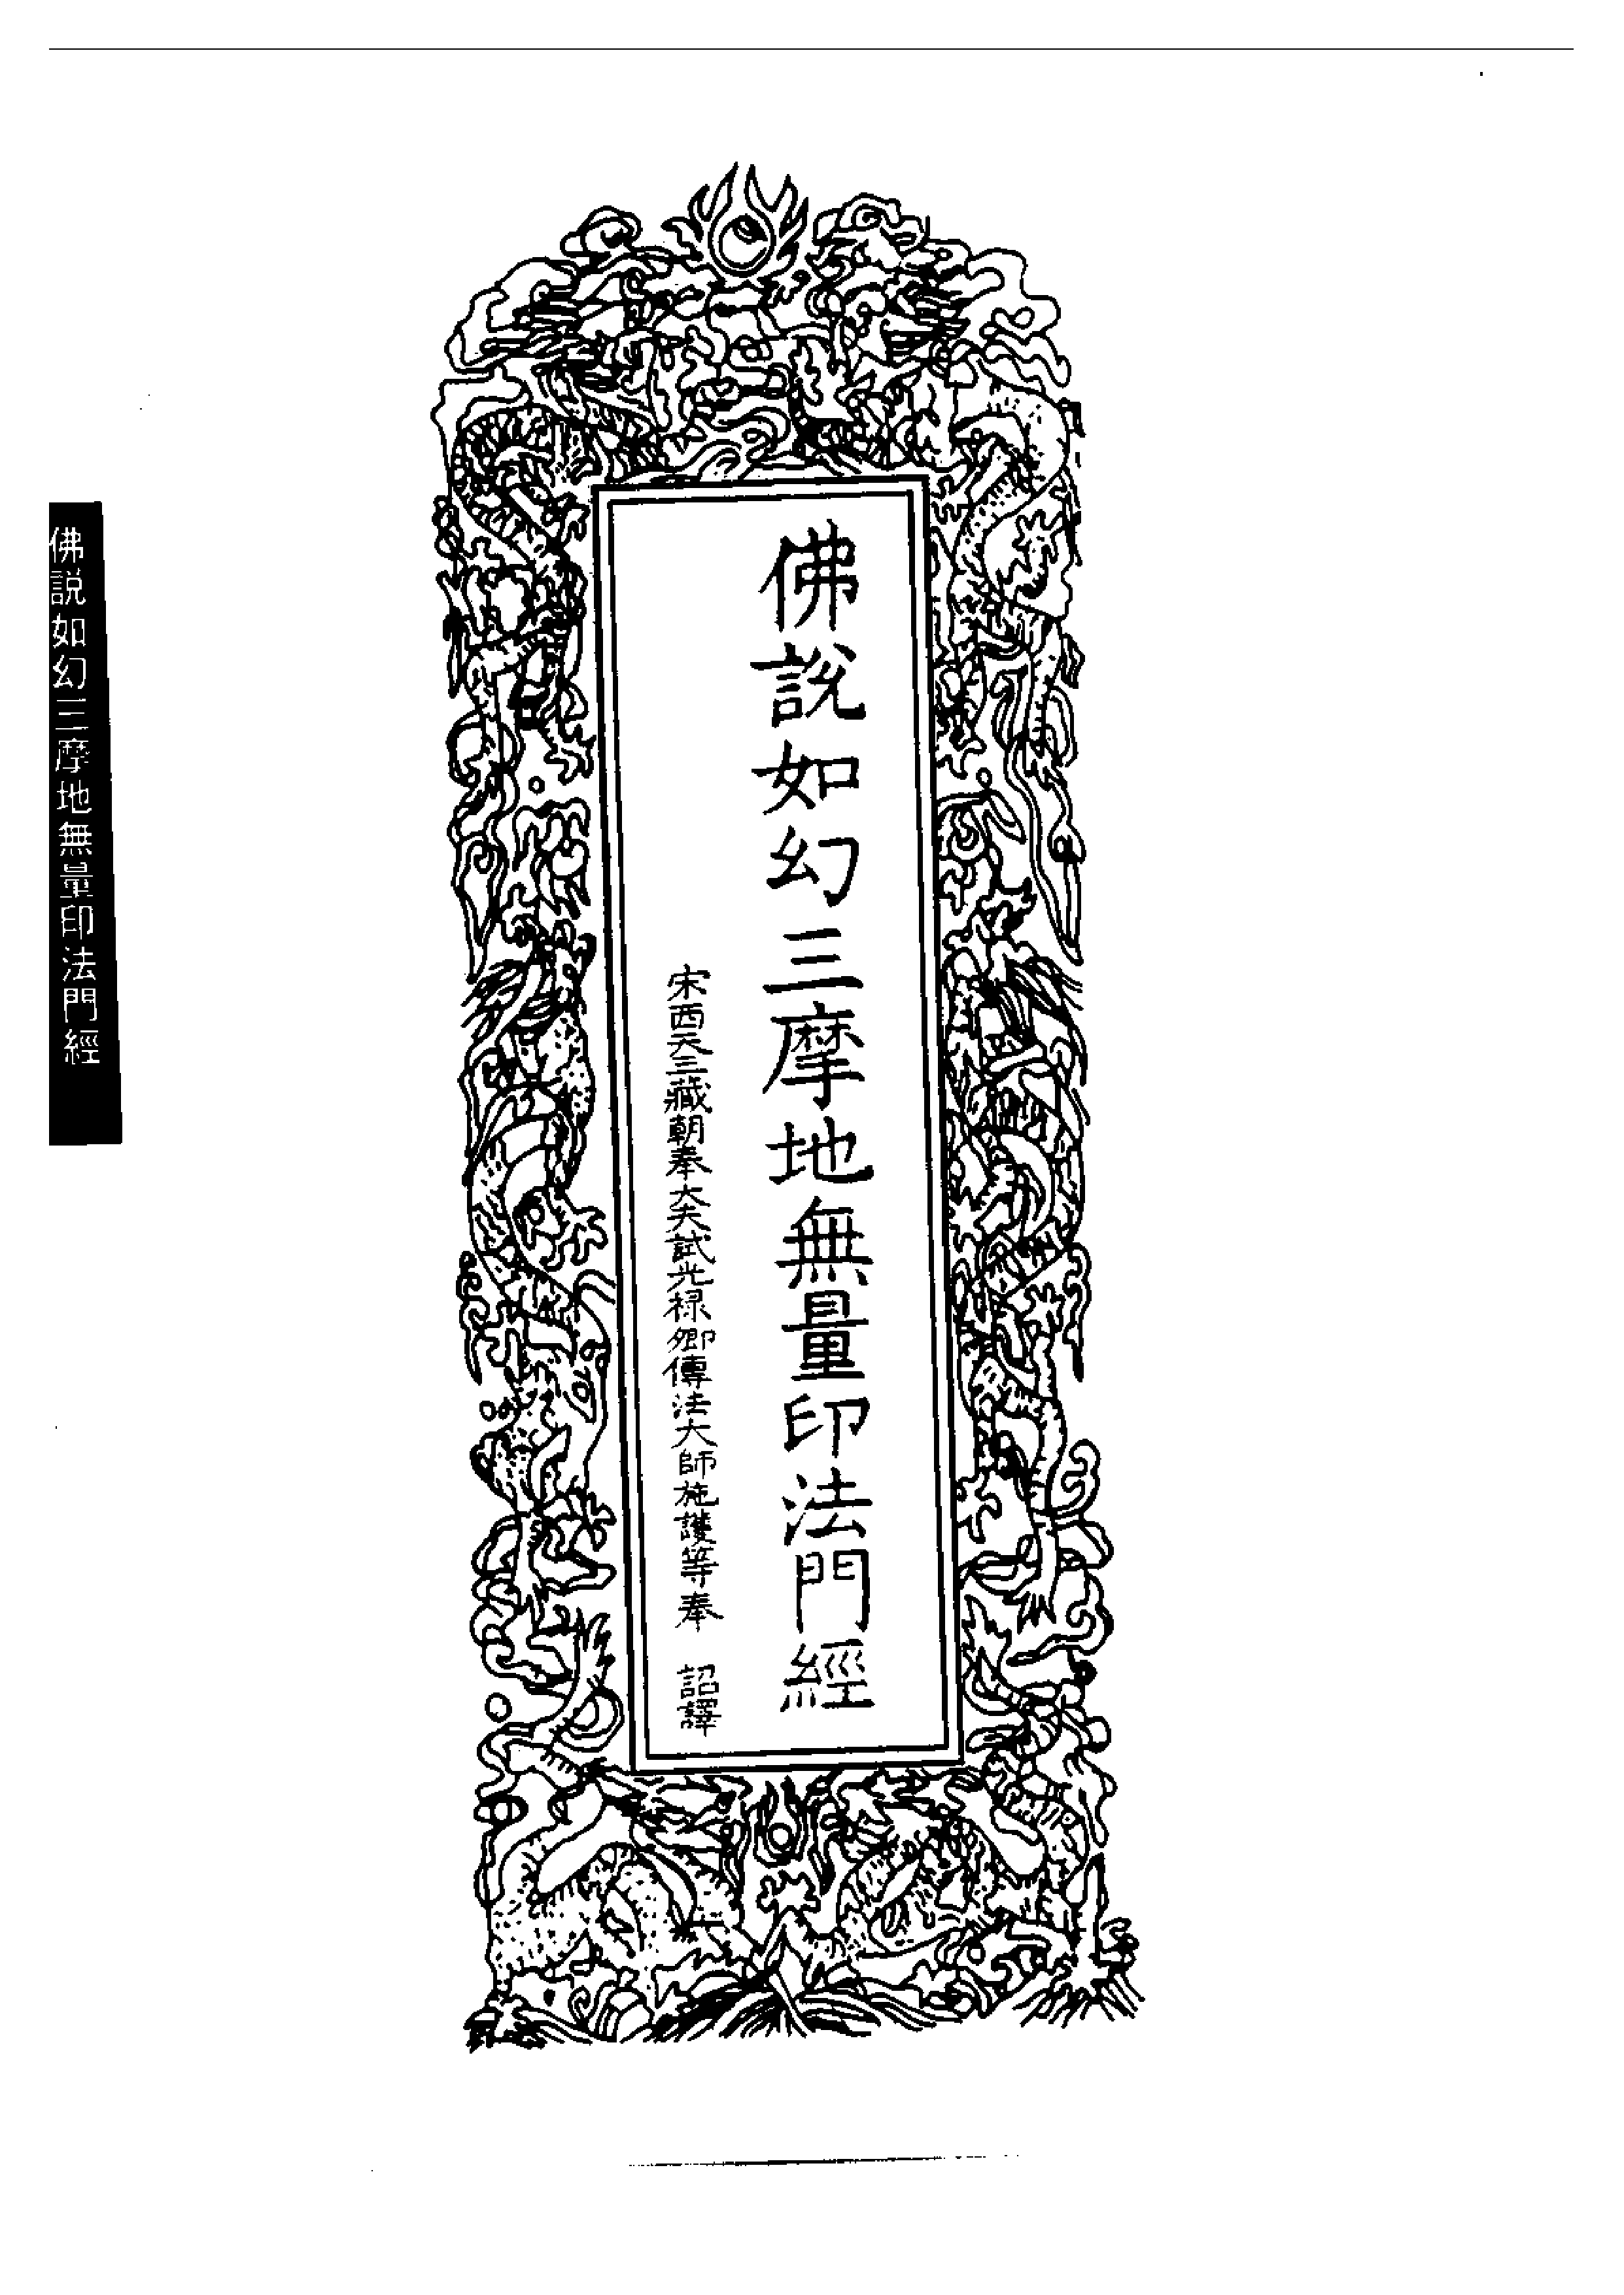 佛說如幻三摩地無量印法門經
宋西天三藏朝奉大夫試光祿卿傳法大師施護等奉 詔譯
佛說如幻三摩地無量印法門經